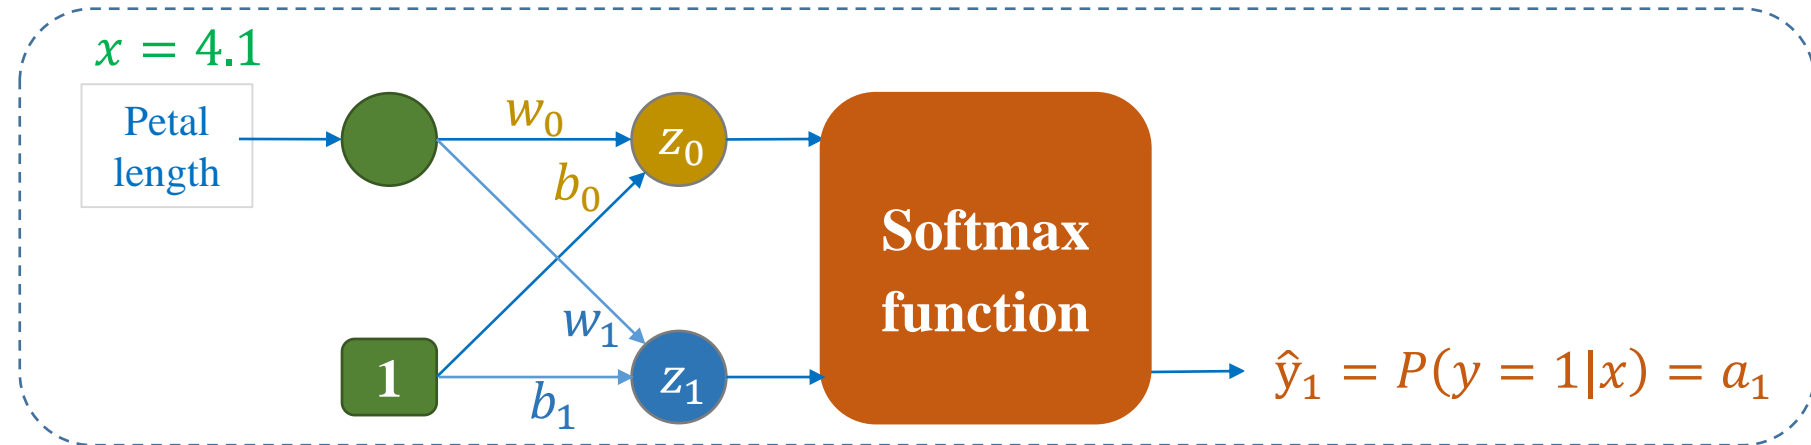 x = 4.1
Petal
length
w₀
z₀
b₀
Softmax
function
w₁
1
b₁
z₁
ŷ₁ = P(y = 1|x) = a₁